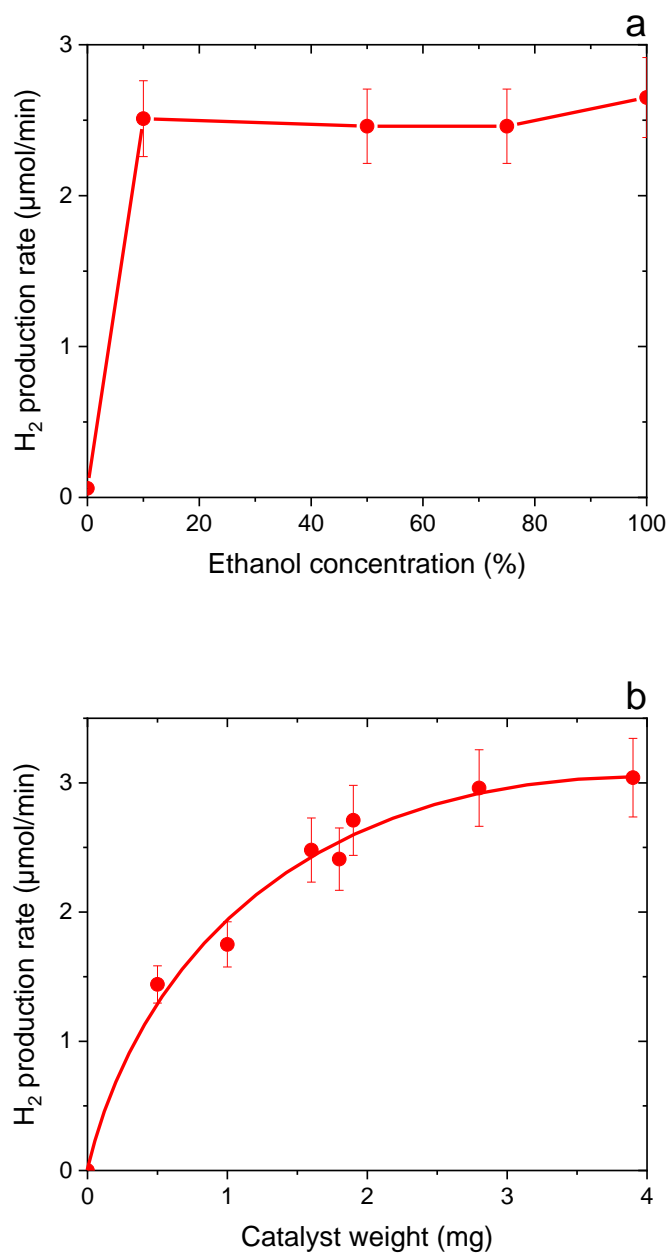 a
3
2
1
0
H₂ production rate (μmol/min)
0 20 40 60 80 100
Ethanol concentration (%)
b
3
2
1
0
H₂ production rate (μmol/min)
0 1 2 3 4
Catalyst weight (mg)